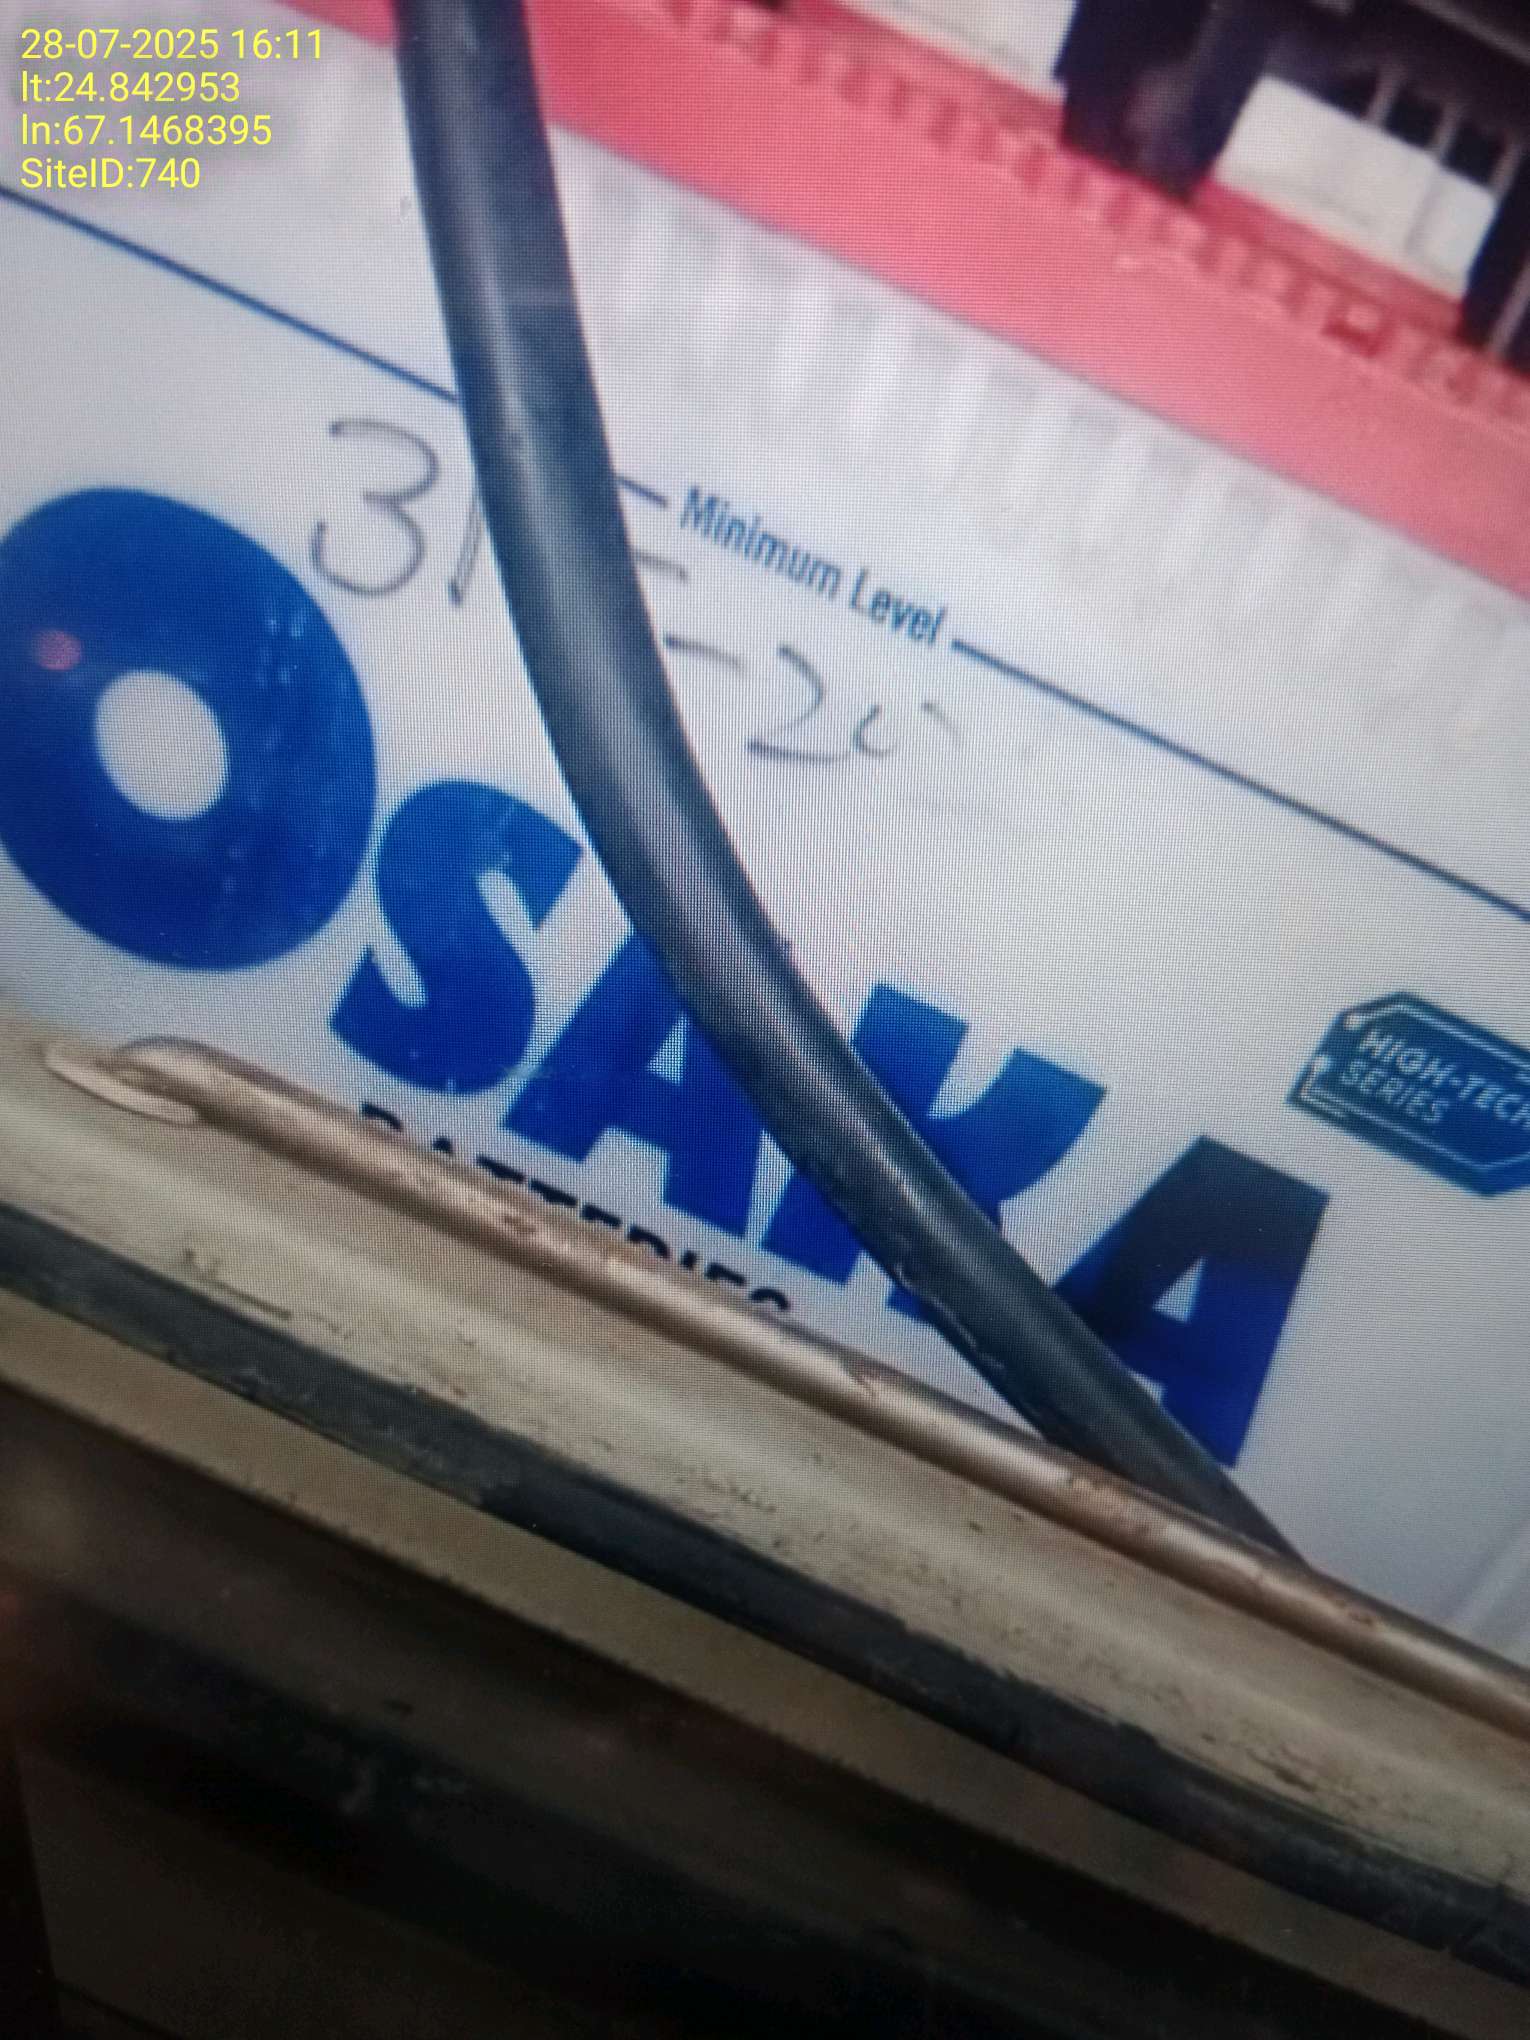 28-07-2025 16:11
lt:24.842953
ln:67.1468395
SiteID:740
Minimum Level
OSAKA
BATTERIES
HIGH-TECH
SERIES